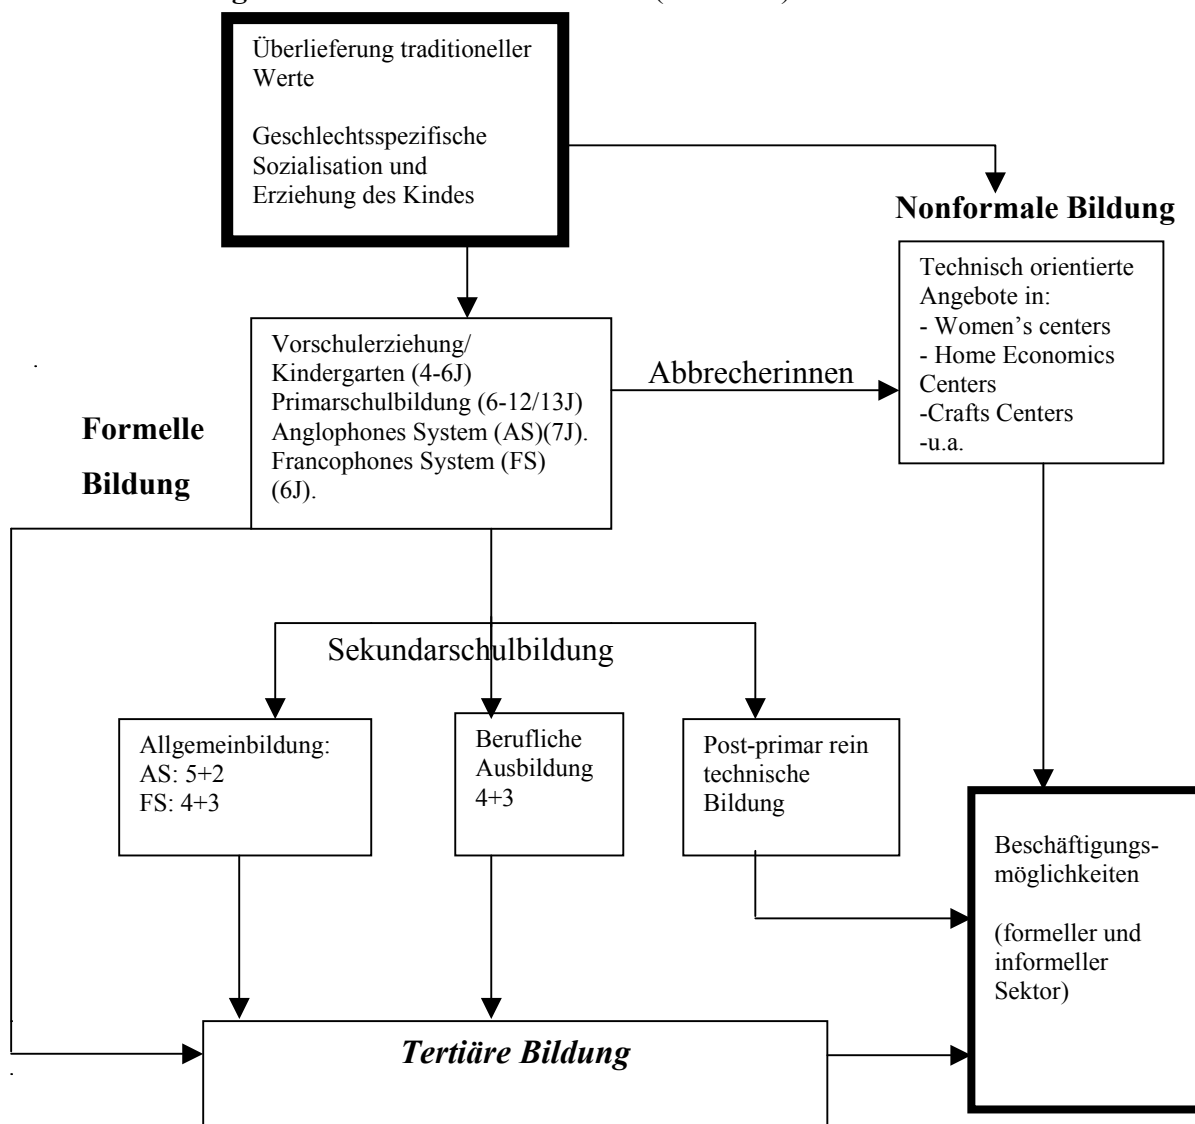 Überlieferung traditioneller
Werte
Geschlechtsspezifische
Sozialisation und
Erziehung des Kindes
Nonformale Bildung
Technisch orientierte
Angebote in:
- Women’s centers
- Home Economics
Centers
-Crafts Centers
-u.a.
Vorschulerziehung/
Kindergarten (4-6J)
Primarschulbildung (6-12/13J)
Anglophones System (AS)(7J).
Francophones System (FS)
(6J).
Abbrecherinnen
Formelle
Bildung
Sekundarschulbildung
Allgemeinbildung:
AS: 5+2
FS: 4+3
Berufliche
Ausbildung
4+3
Post-primar rein
technische
Bildung
Beschäftigungs-
möglichkeiten
(formeller und
informeller
Sektor)
Tertiäre Bildung